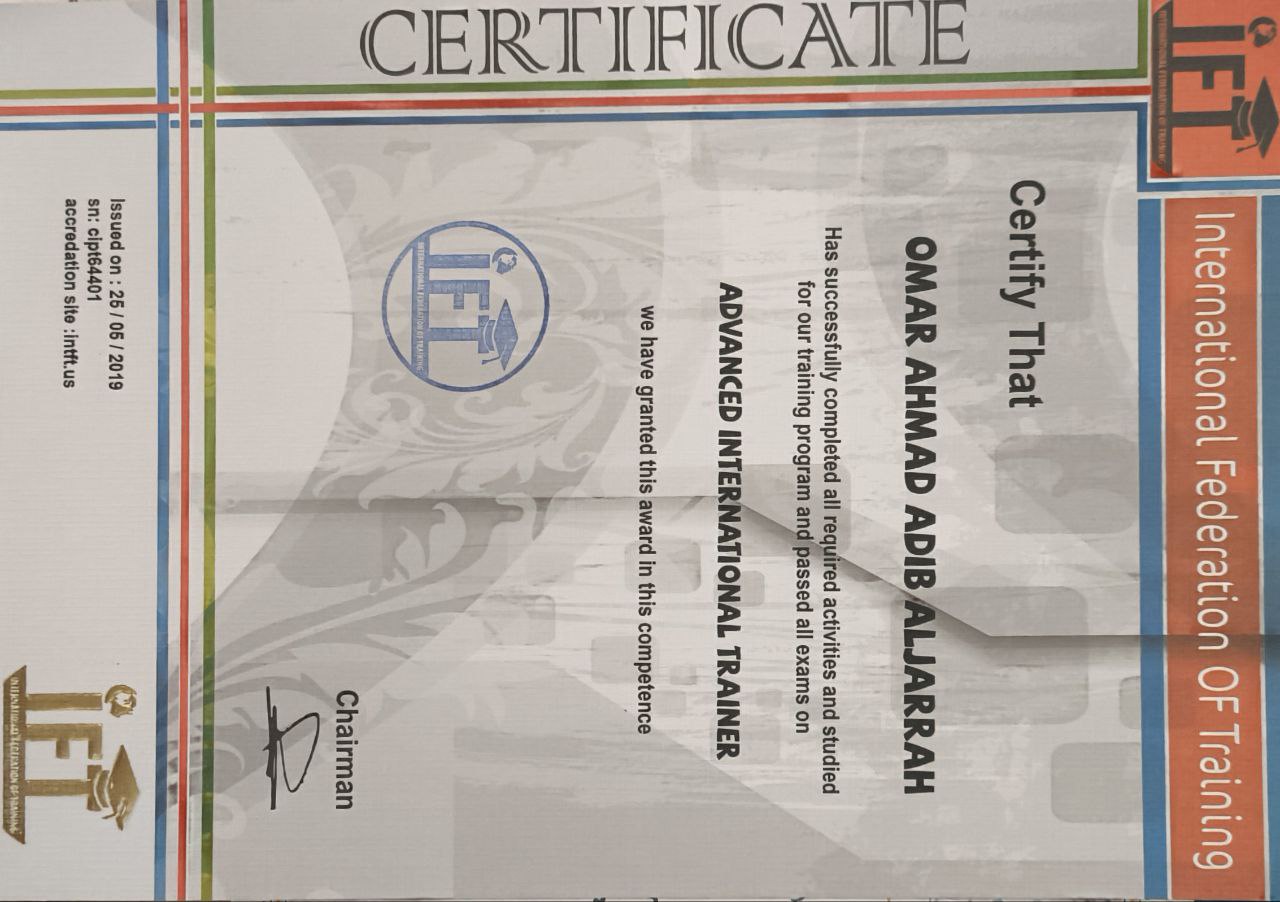 CERTIFICATE
IFT
INTERNATIONAL FEDERATION OF TRAINING
International Federation OF Training
Certify That
OMAR AHMAD ADIB ALJARRAH
Has successfully completed all required activities and studied
for our training program and passed all exams on
ADVANCED INTERNATIONAL TRAINER
we have granted this award in this competence
IFT
INTERNATIONAL FEDERATION OF TRAINING
Chairman
Issued on : 25 / 05 / 2019
sn: cipt64401
accredation site :intft.us
IFT
INTERNATIONAL FEDERATION OF TRAINING